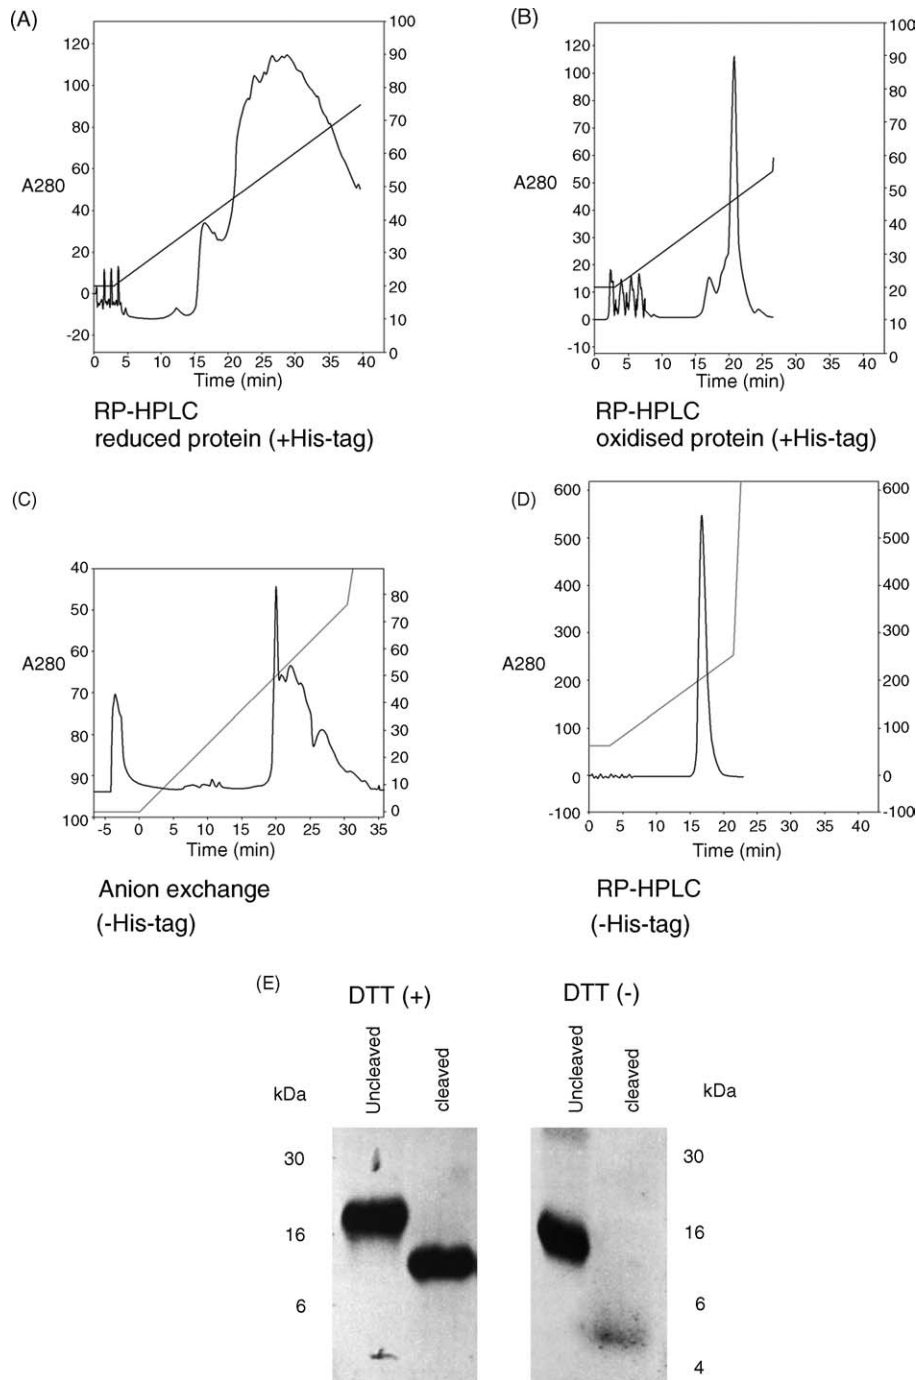 (A)
100
120
90
100
80
80
70
60
60
A280
50
40
40
20
30
0
20
-20
10
0
0 5 10 15 20 25 30 35 40
Time (min)
RP-HPLC
reduced protein (+His-tag)
(B)
100
120
90
100
80
80
70
60
60
A280
50
50
40
40
30
30
20
20
10
10
0
-10
0
0 5 10 15 20 25 30 35 40
Time (min)
RP-HPLC
oxidised protein (+His-tag)
(C)
40
80
50
70
60
60
A280
50
70
40
80
30
20
90
10
100
0
-5 0 5 10 15 20 25 30 35
Time (min)
Anion exchange
(-His-tag)
(D)
600 600
500 500
400 400
300 300
A280
200 200
100 100
0 0
-100 -100
0 5 10 15 20 25 30 35 40
Time (min)
RP-HPLC
(-His-tag)
(E)
DTT (+) DTT (-)
Uncleaved cleaved Uncleaved cleaved
kDa kDa
30 30
16 16
6 6
4